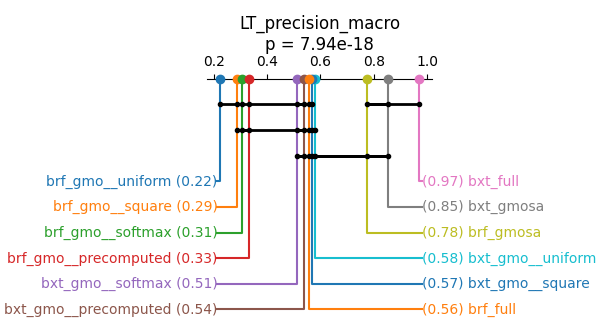 LT_precision_macro
p = 7.94e-18
0.2 0.4 0.6 0.8 1.0
brf_gmo__uniform (0.22) (0.97) bxt_full
brf_gmo__square (0.29) (0.85) bxt_gmosa
brf_gmo__softmax (0.31) (0.78) brf_gmosa
brf_gmo__precomputed (0.33) (0.58) bxt_gmo__uniform
bxt_gmo__softmax (0.51) (0.57) bxt_gmo__square
bxt_gmo__precomputed (0.54) (0.56) brf_full